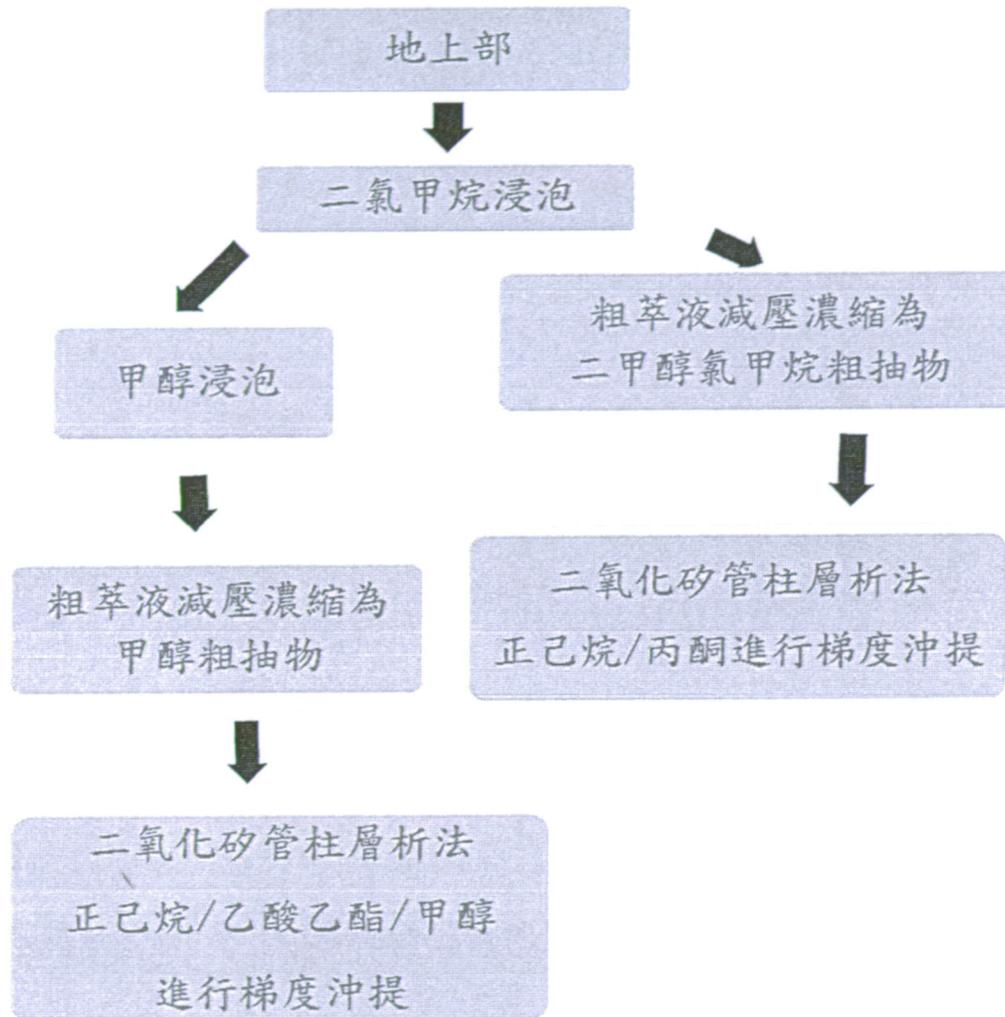 地上部
二氯甲烷浸泡
甲醇浸泡
粗萃液減壓濃縮為
二甲醇氯甲烷粗抽物
粗萃液減壓濃縮為
甲醇粗抽物
二氧化矽管柱層析法
正己烷/丙酮進行梯度沖提
二氧化矽管柱層析法
正己烷/乙酸乙酯/甲醇
進行梯度沖提